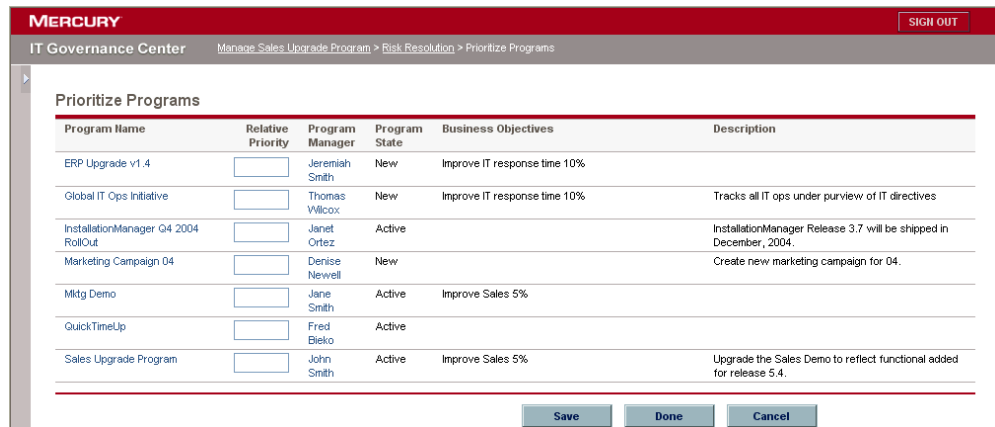 MERCURY
SIGN OUT
IT Governance Center
Manage Sales Upgrade Program > Risk Resolution > Prioritize Programs
Prioritize Programs
Program Name Relative Program Program Business Objectives Description
Priority Manager State
ERP Upgrade v1.4 Jeremiah New Improve IT response time 10%
Smith
Global IT Ops Initiative Thomas New Improve IT response time 10% Tracks all IT ops under purview of IT directives
Wilcox
InstallationManager Q4 2004 Janet Active InstallationManager Release 3.7 will be shipped in
RollOut Ortez December, 2004.
Marketing Campaign 04 Denise New Create new marketing campaign for 04.
Newell
Mktg Demo Jane Active Improve Sales 5%
Smith
QuickTimeUp Fred Active
Bieko
Sales Upgrade Program John Active Improve Sales 5% Upgrade the Sales Demo to reflect functional added
Smith for release 5.4.
Save Done Cancel